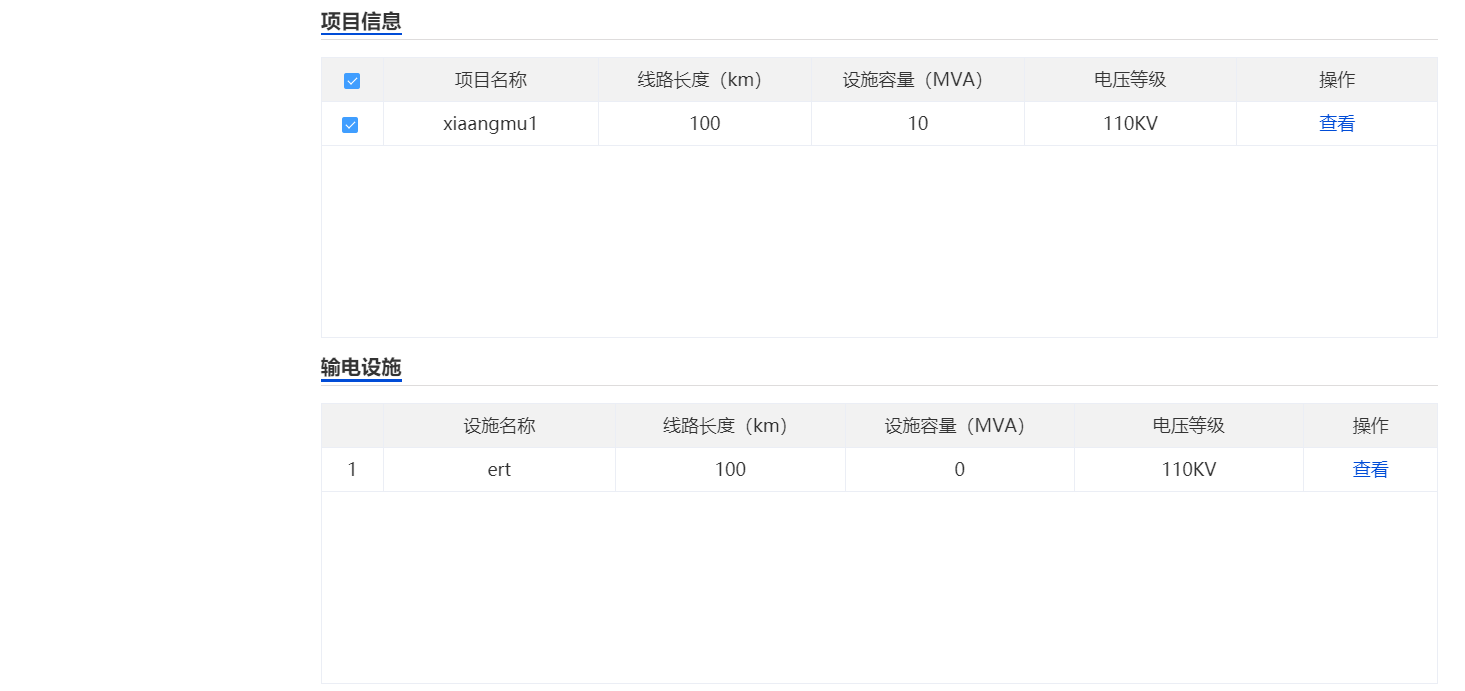 项目信息
项目名称 线路长度（km） 设施容量（MVA） 电压等级 操作
xiaangmu1 100 10 110KV 查看
输电设施
设施名称 线路长度（km） 设施容量（MVA） 电压等级 操作
1 ert 100 0 110KV 查看